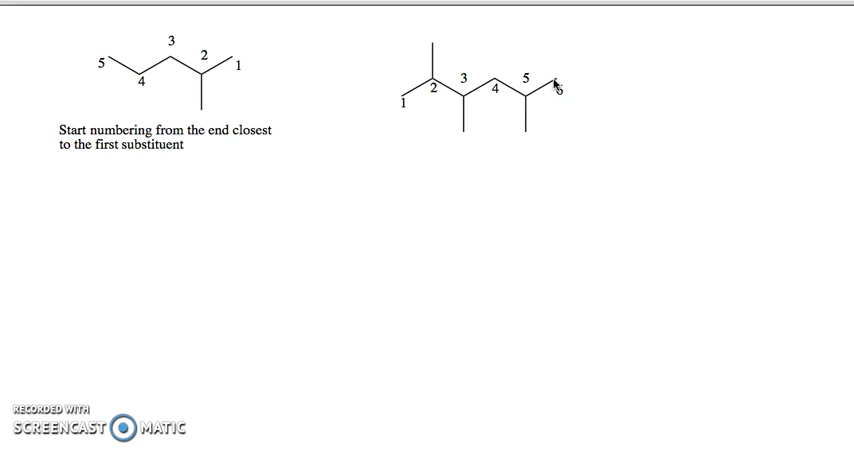 3
5
2
1
4
3
5
2
4
6
1
Start numbering from the end closest
to the first substituent
RECORDED WITH
SCREENCAST MATIC